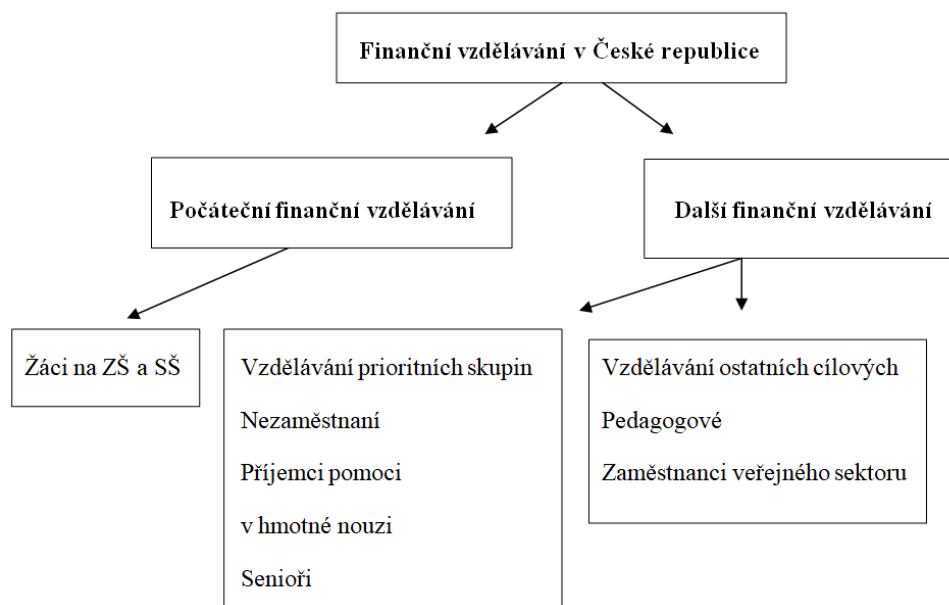 Finanční vzdělávání v České republice
Počáteční finanční vzdělávání
Další finanční vzdělávání
Žáci na ZŠ a SŠ
Vzdělávání prioritních skupin
Nezaměstnaní
Příjemci pomoci
v hmotné nouzi
Senioři
Vzdělávání ostatních cílových
Pedagogové
Zaměstnanci veřejného sektoru